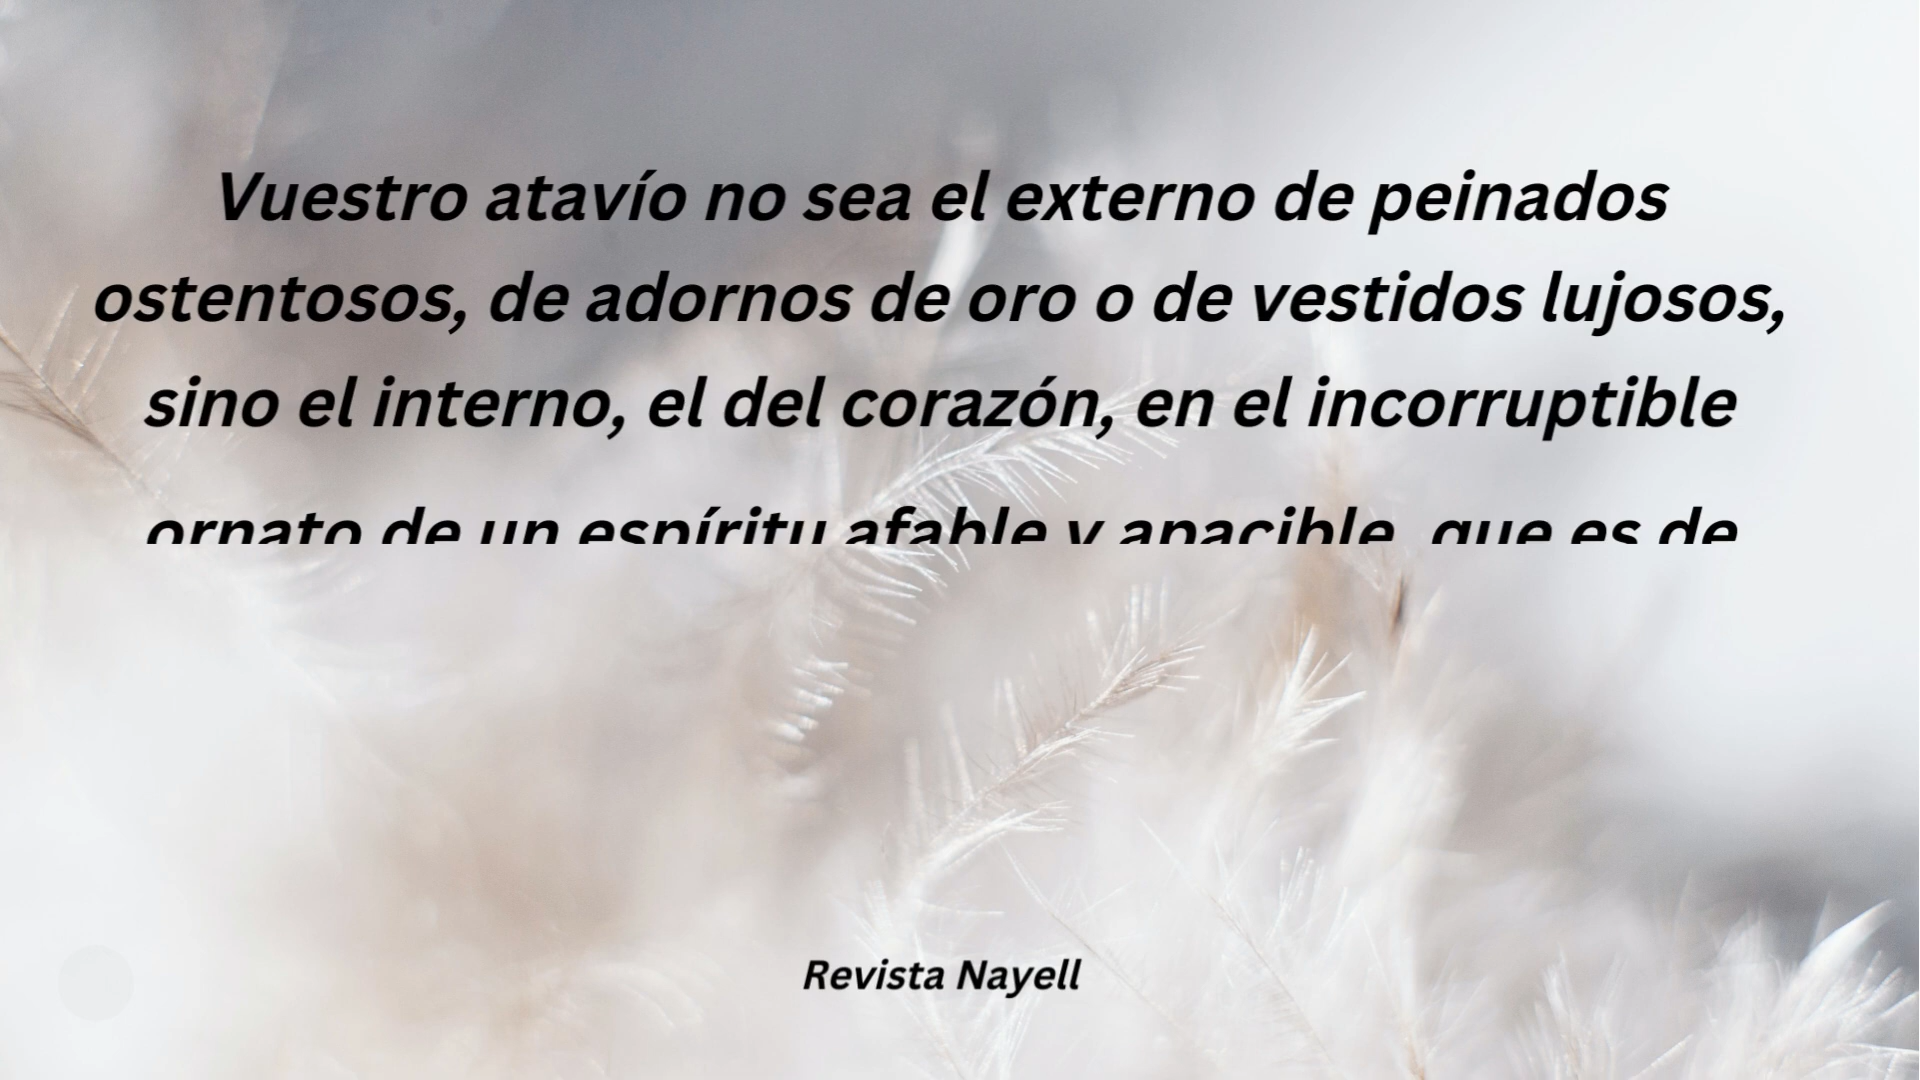 Vuestro atavío no sea el externo de peinados
ostentosos, de adornos de oro o de vestidos lujosos,
sino el interno, el del corazón, en el incorruptible
ornato de un espíritu afable y apacible, que es de
Revista Nayell